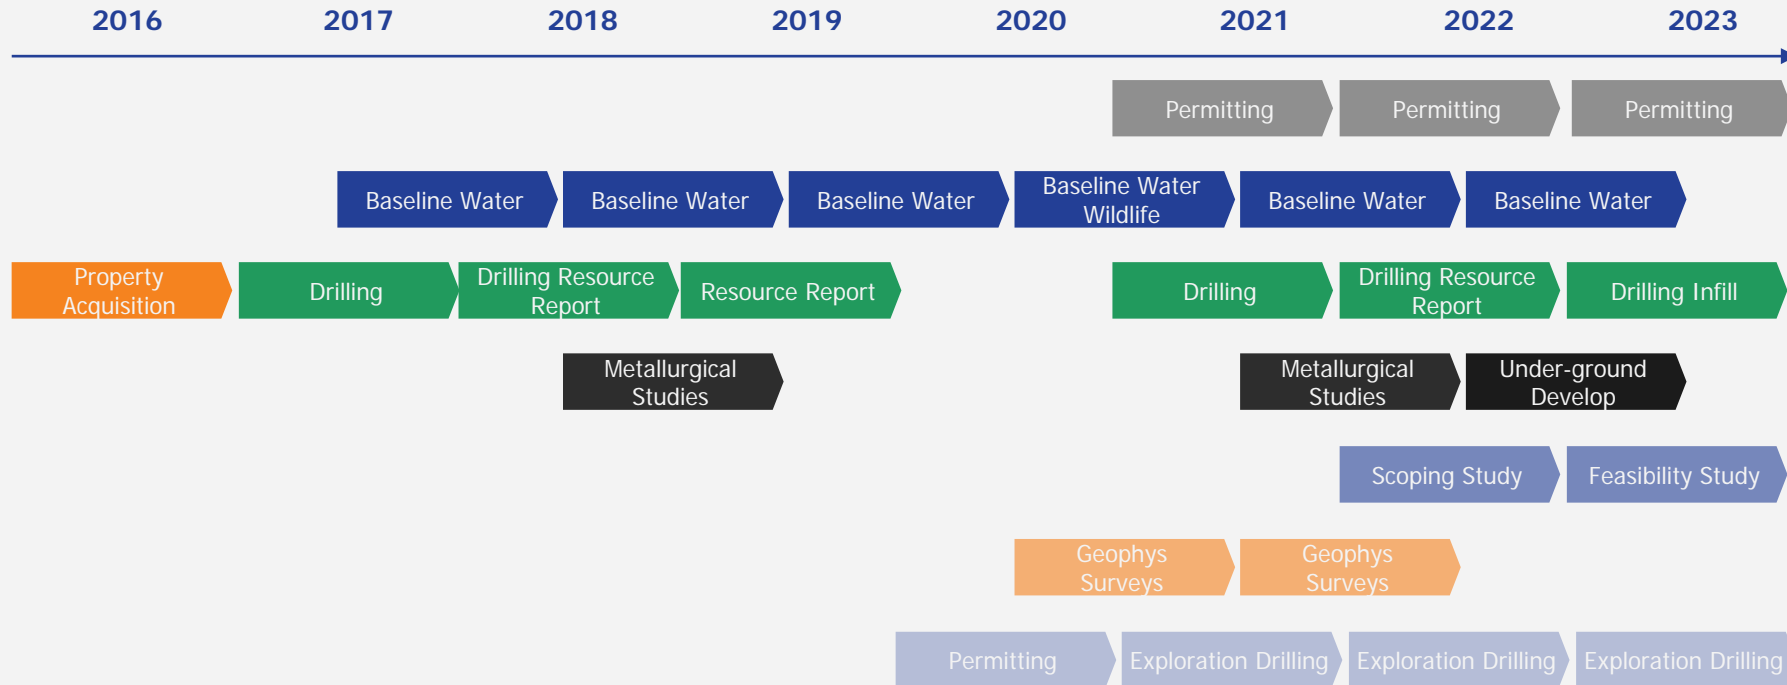 2016 2017 2018 2019 2020 2021 2022 2023
Permitting Permitting Permitting
Baseline Water Baseline Water Baseline Water Baseline Water
Wildlife Baseline Water Baseline Water
Property
Acquisition Drilling Drilling Resource
Report Resource Report Drilling Drilling Resource
Report Drilling Infill
Metallurgical
Studies Metallurgical
Studies Under-ground
Develop
Scoping Study Feasibility Study
Geophys
Surveys Geophys
Surveys
Permitting Exploration Drilling Exploration Drilling Exploration Drilling